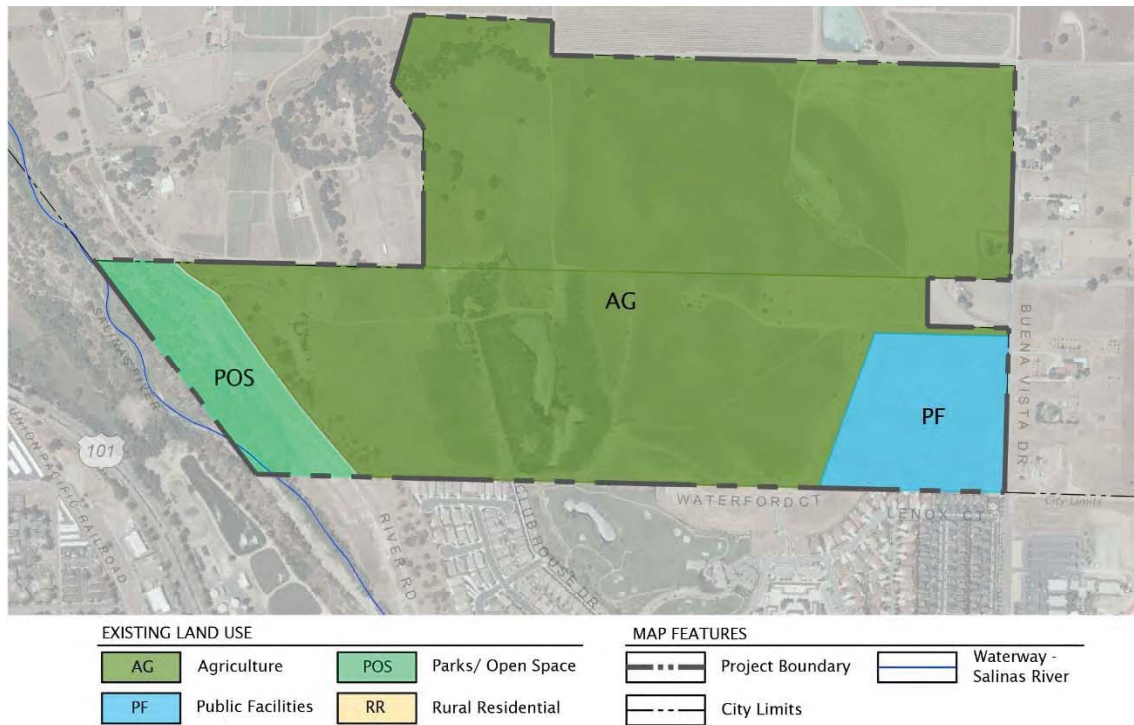 AG
POS
PF
BUENA VISTA DR
SALINAS RIVER
UNION PACIFIC RAILROAD
101
RIVER RD
CLUBHOUSE DR
WATERFORD CT
LENOX CT
City Limits
EXISTING LAND USE
AG Agriculture
POS Parks/ Open Space
PF Public Facilities
RR Rural Residential
MAP FEATURES
Project Boundary
Waterway -
Salinas River
City Limits